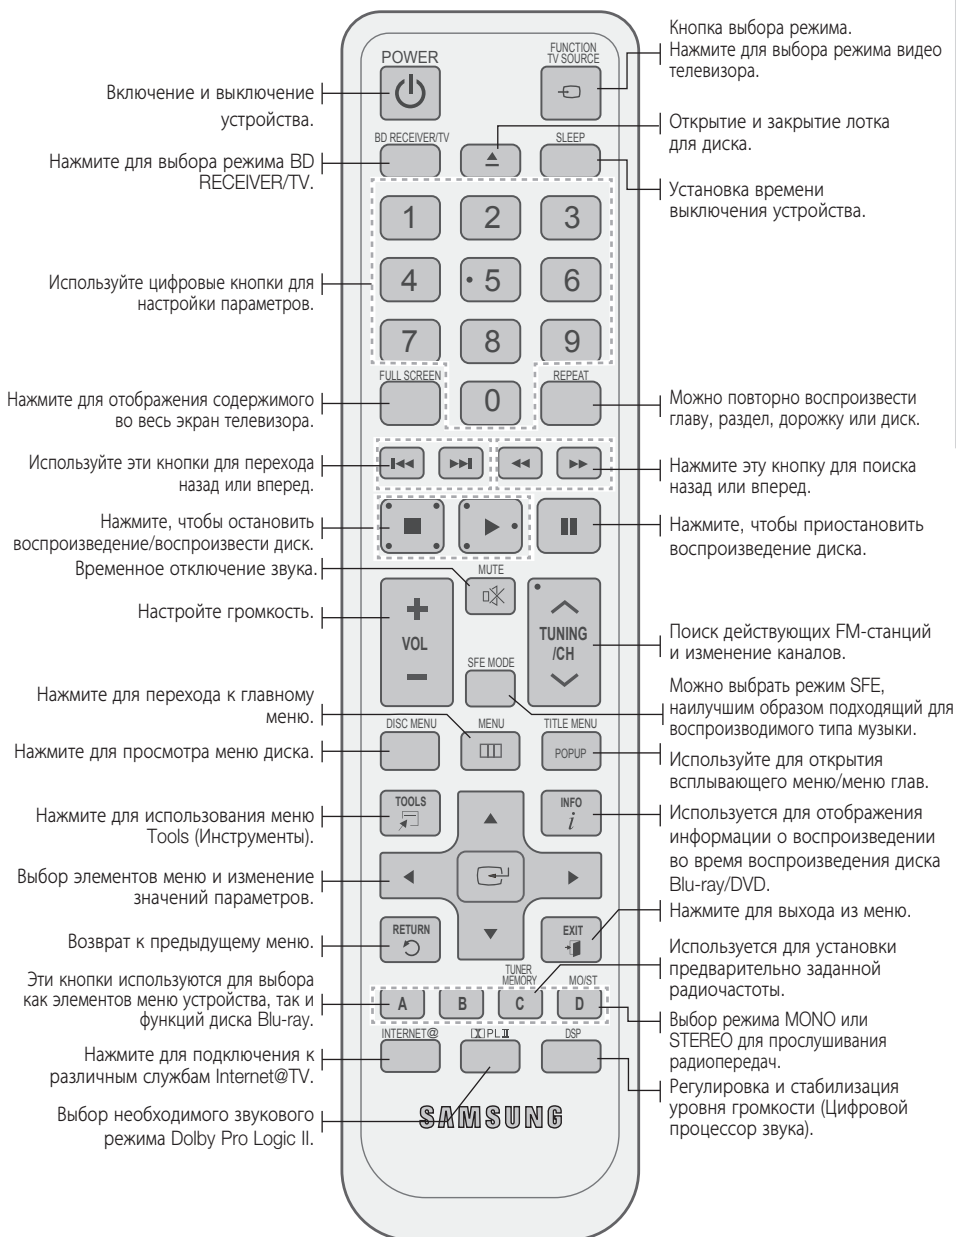 POWER
FUNCTION
TV SOURCE
Кнопка выбора режима.
Нажмите для выбора режима видео
телевизора.
Включение и выключение
устройства.
BD RECEIVER/TV
SLEEP
Открытие и закрытие лотка
для диска.
Нажмите для выбора режима BD
RECEIVER/TV.
Установка времени
выключения устройства.
1 2 3
4 5 6
7 8 9
Используйте цифровые кнопки для
настройки параметров.
FULL SCREEN
0
REPEAT
Нажмите для отображения содержимого
во весь экран телевизора.
Можно повторно воспроизвести
главу, раздел, дорожку или диск.
Используйте эти кнопки для перехода
назад или вперед.
Нажмите эту кнопку для поиска
назад или вперед.
Нажмите, чтобы остановить
воспроизведение/воспроизвести диск.
Нажмите, чтобы приостановить
воспроизведение диска.
Временное отключение звука.
MUTE
Настройте громкость.
VOL
TUNING
/CH
Поиск действующих FM-станций
и изменение каналов.
SFE MODE
Можно выбрать режим SFE,
наилучшим образом подходящий для
воспроизводимого типа музыки.
Нажмите для перехода к главному
меню.
DISC MENU
MENU
TITLE MENU
POPUP
Нажмите для просмотра меню диска.
Используйте для открытия
всплывающего меню/меню глав.
TOOLS
INFO
i
Нажмите для использования меню
Tools (Инструменты).
Используется для отображения
информации о воспроизведении
во время воспроизведения диска
Blu-ray/DVD.
Выбор элементов меню и изменение
значений параметров.
RETURN
EXIT
Нажмите для выхода из меню.
Возврат к предыдущему меню.
Используется для установки
предварительно заданной
радиочастоты.
TUNER
MEMORY
MO/ST
A B C D
Эти кнопки используются для выбора
как элементов меню устройства, так и
функций диска Blu-ray.
Выбор режима MONO или
STEREO для прослушивания
радиопередач.
INTERNET@
PL II
DSP
Нажмите для подключения к
различным службам Internet@TV.
Регулировка и стабилизация
уровня громкости (Цифровой
процессор звука).
Выбор необходимого звукового
режима Dolby Pro Logic II.
SAMSUNG